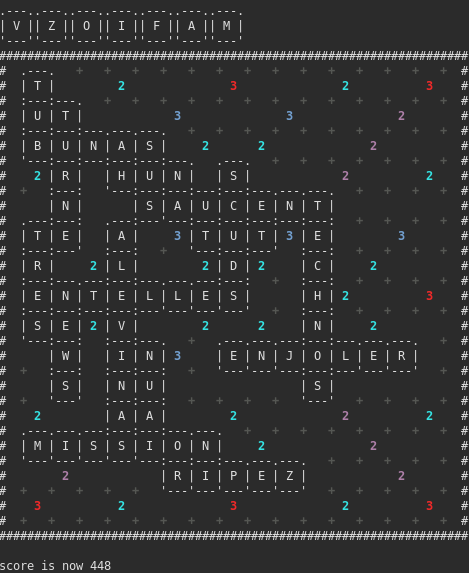 V Z O I F A M
T 2 3 2 3
U T 3 3 2
B U N A S 2 2 2
2 R H U N S 2 2
N S A U C E N T
T E A 3 T U T 3 E 3
R 2 L 2 D 2 C 2
E N T E L L E S H 2 3
S E 2 V 2 2 N 2
W I N 3 E N J O L E R
S N U S
2 A A 2 2 2
M I S S I O N 2 2
2 R I P E Z 2
3 2 3 2 3
score is now 448